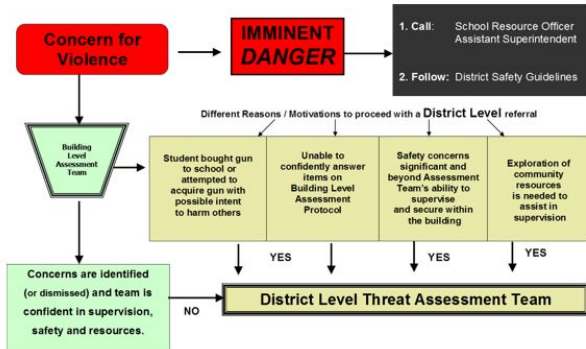 Concern for
Violence
IMMINENT
DANGER
1. Call: School Resource Officer
Assistant Superintendent
2. Follow: District Safety Guidelines
Different Reasons / Motivations to proceed with a District Level referral
Building
Level
Assessment
Team
Student bought gun
to school or
attempted to
acquire gun with
possible intent
to harm others
Unable to
confidently answer
items on
Building Level
Assessment
Protocol
Safety concerns
significant and
beyond Assessment
Team's ability to
supervise
and secure within
the building
Exploration of
community
resources
is needed to
assist in
supervision
YES
YES
YES
Concerns are identified
(or dismissed) and team is
confident in supervision,
safety and resources.
NO
District Level Threat Assessment Team